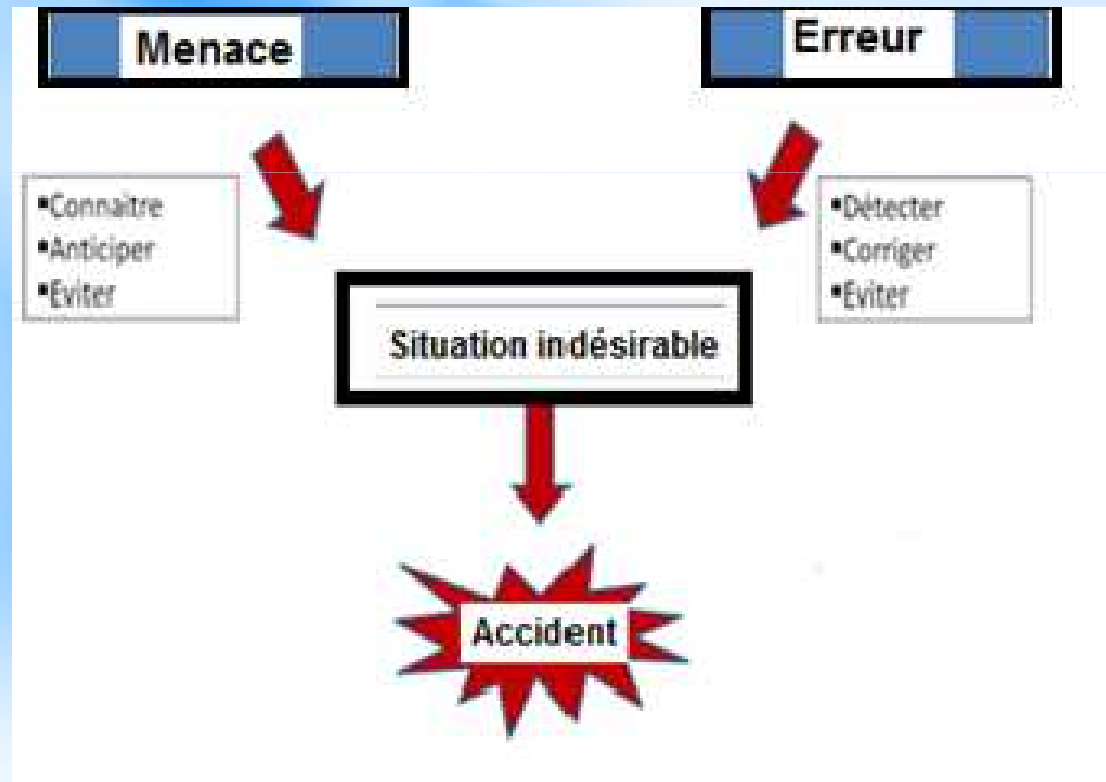 Menace
Erreur
▪Connaitre
▪Anticiper
▪Eviter
▪Détecter
▪Corriger
▪Eviter
Situation indésirable
Accident